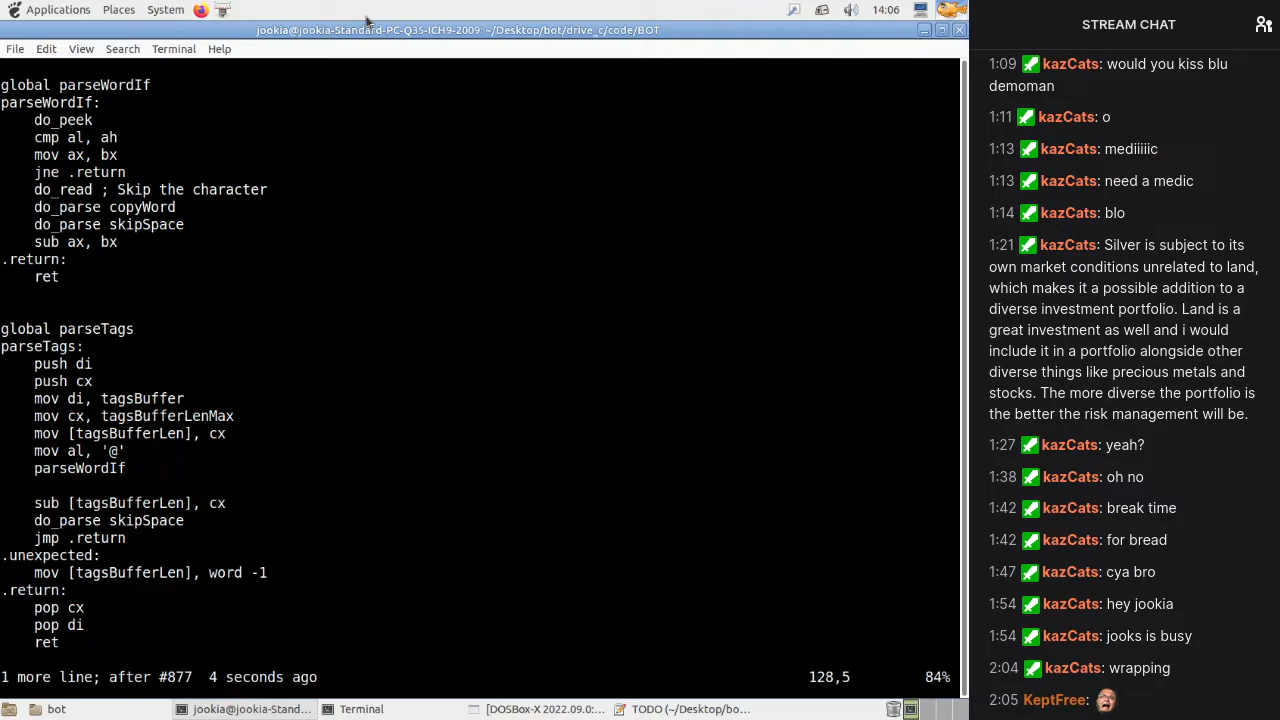 Applications Places System 14:06
jookia@jookia-Standard-PC-Q35-ICH9-2009: ~/Desktop/bot/drive_c/code/BOT
File Edit View Search Terminal Help
global parseWordIf
parseWordIf:
do_peek
cmp al, ah
mov ax, bx
jne .return
do_read ; Skip the character
do_parse copyWord
do_parse skipSpace
sub ax, bx
.return:
ret
global parseTags
parseTags:
push di
push cx
mov di, tagsBuffer
mov cx, tagsBufferLenMax
mov [tagsBufferLen], cx
mov al, '@'
parseWordIf
sub [tagsBufferLen], cx
do_parse skipSpace
jmp .return
.unexpected:
mov [tagsBufferLen], word -1
.return:
pop cx
pop di
ret
1 more line; after #877 4 seconds ago 128,5 84%
bot jookia@jookia-Stand... Terminal [DOSBox-X 2022.09.0:... TODO (~/Desktop/bo...
STREAM CHAT
1:09 kazCats: would you kiss blu
demoman
1:11 kazCats: o
1:13 kazCats: mediiiiic
1:13 kazCats: need a medic
1:14 kazCats: blo
1:21 kazCats: Silver is subject to its
own market conditions unrelated to land,
which makes it a possible addition to a
diverse investment portfolio. Land is a
great investment as well and i would
include it in a portfolio alongside other
diverse things like precious metals and
stocks. The more diverse the portfolio is
the better the risk management will be.
1:27 kazCats: yeah?
1:38 kazCats: oh no
1:42 kazCats: break time
1:42 kazCats: for bread
1:47 kazCats: cya bro
1:54 kazCats: hey jookia
1:54 kazCats: jooks is busy
2:04 kazCats: wrapping
2:05 KeptFree: